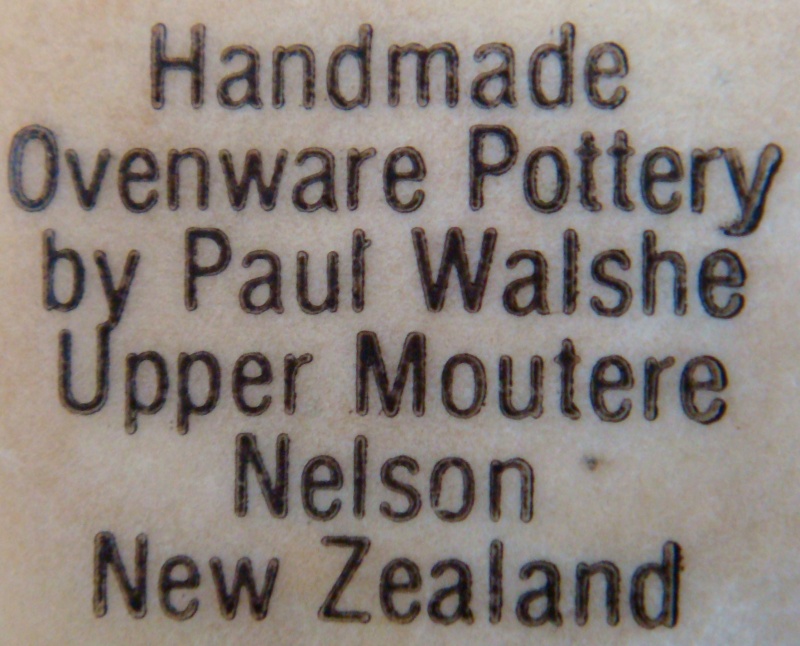 Handmade
Ovenware Pottery
by Paul Walshe
Upper Moutere
Nelson
New Zealand